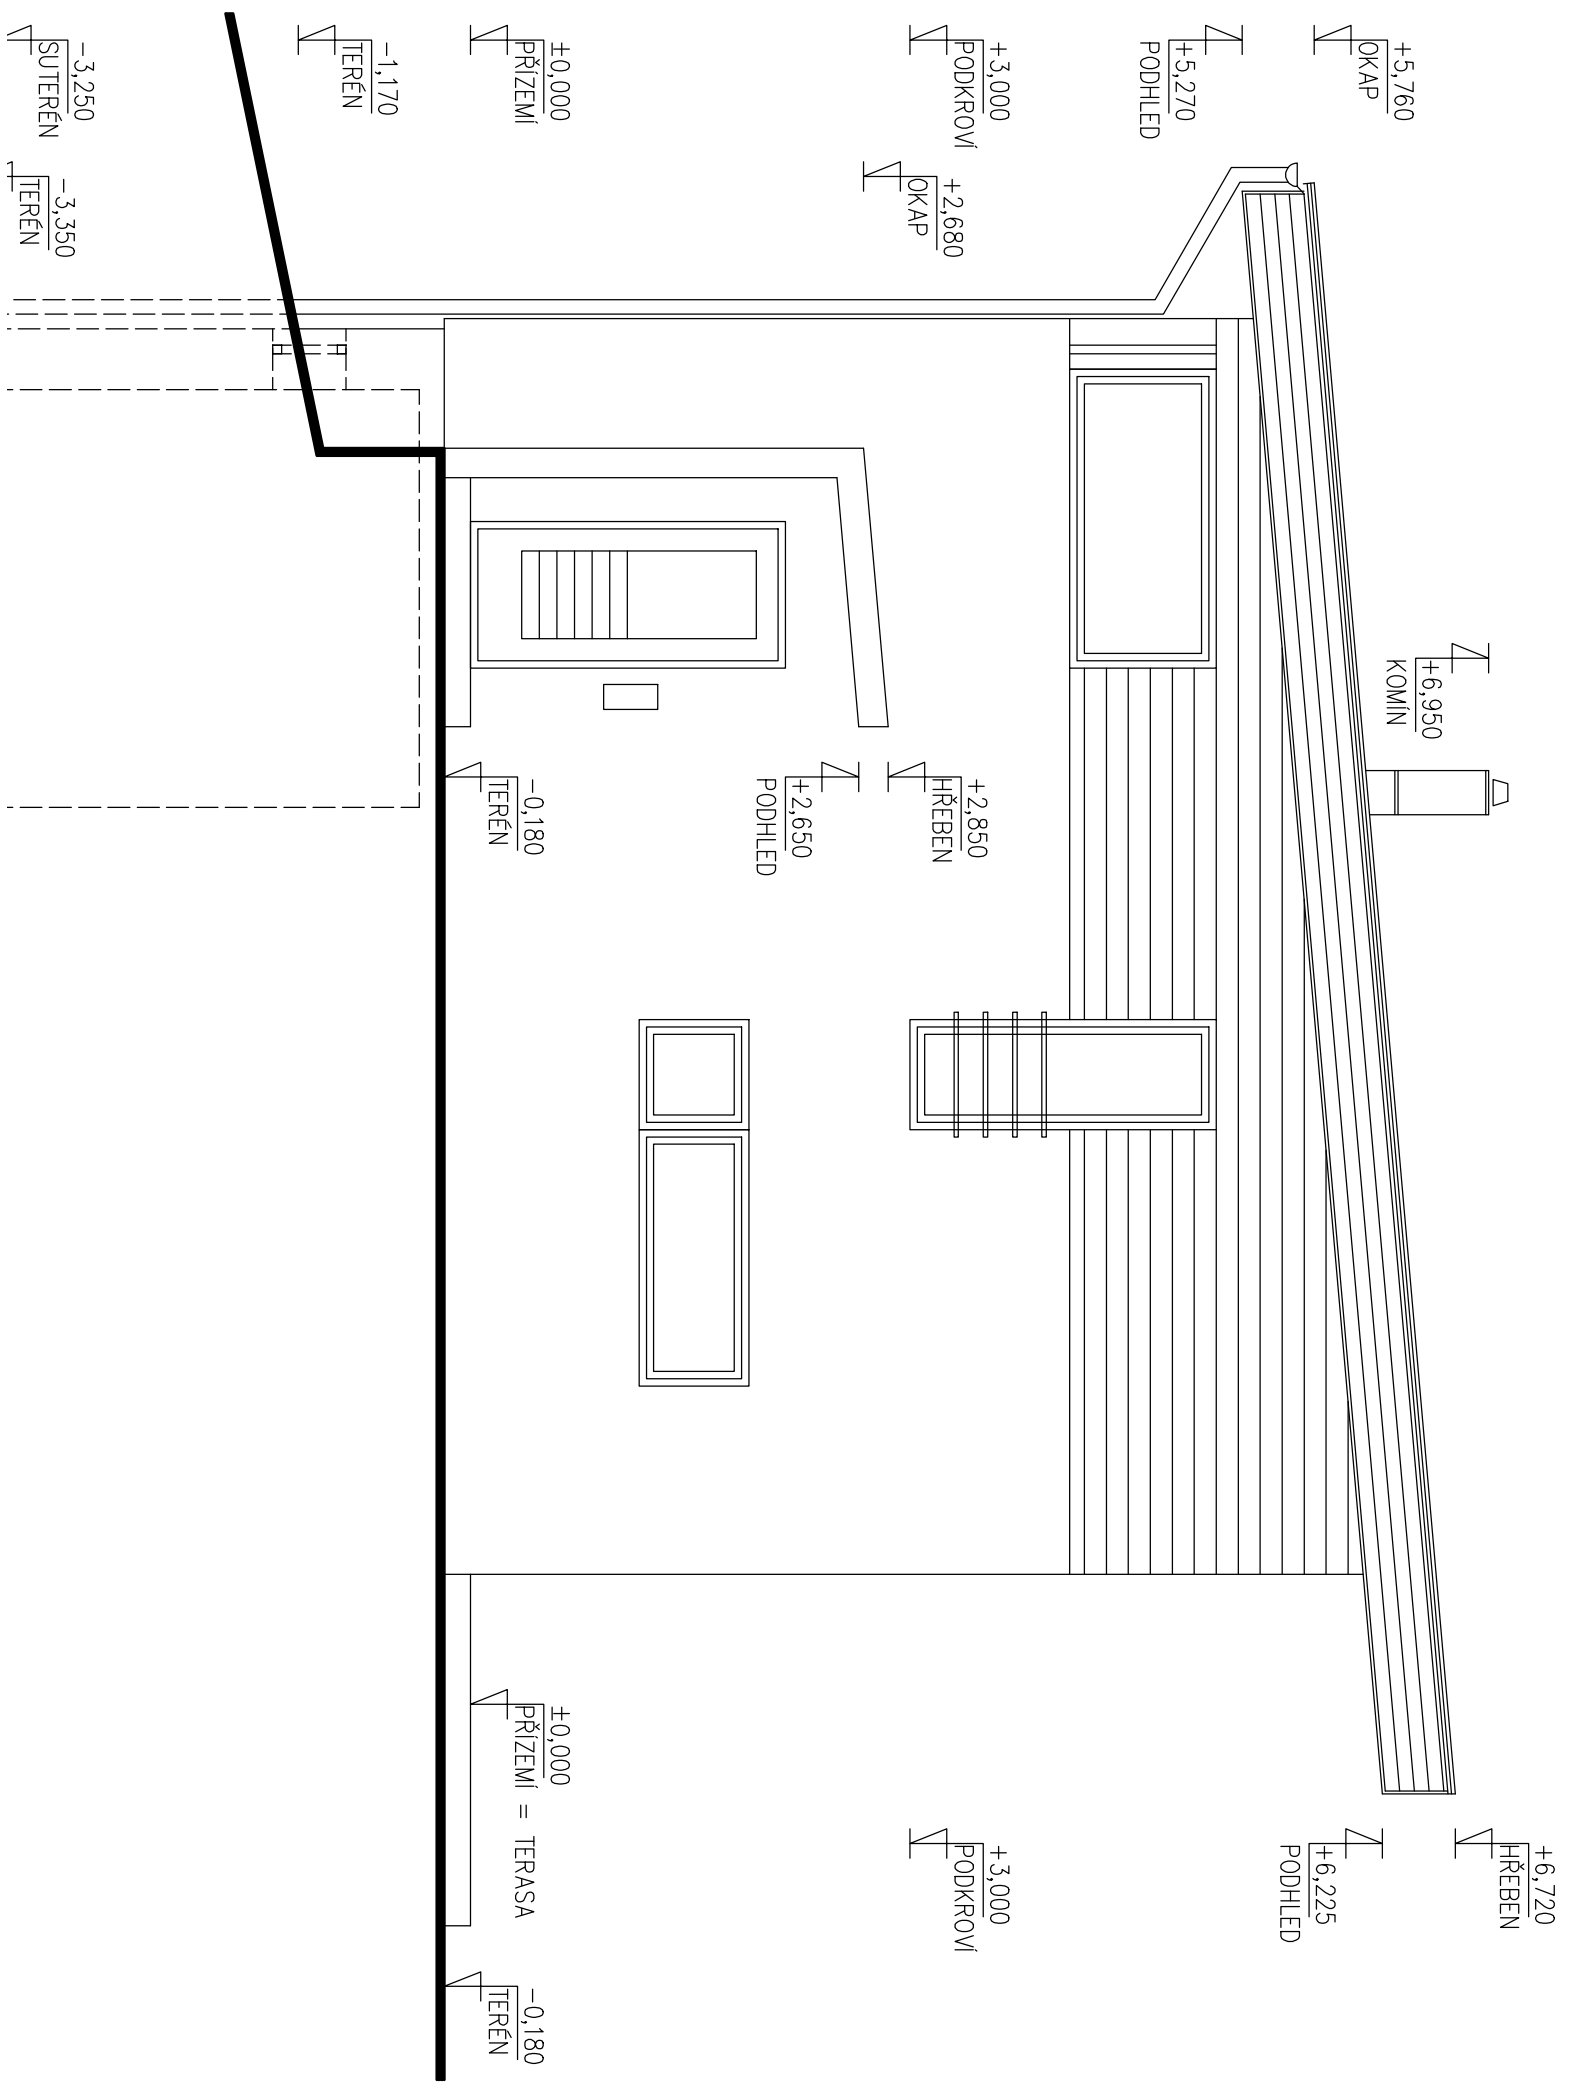 +5,760
OKAP
+5,270
PODHLED
+3,000
PODKROVÍ
±0,000
PŘÍZEMÍ
-1,170
TERÉN
-3,250
SUTERÉN
+2,680
OKAP
-3,350
TERÉN
+6,950
KOMÍN
+2,850
HŘEBEN
+2,650
PODHLED
-0,180
TERÉN
+6,720
HŘEBEN
+6,225
PODHLED
+3,000
PODKROVÍ
±0,000
PŘÍZEMÍ = TERASA
-0,180
TERÉN